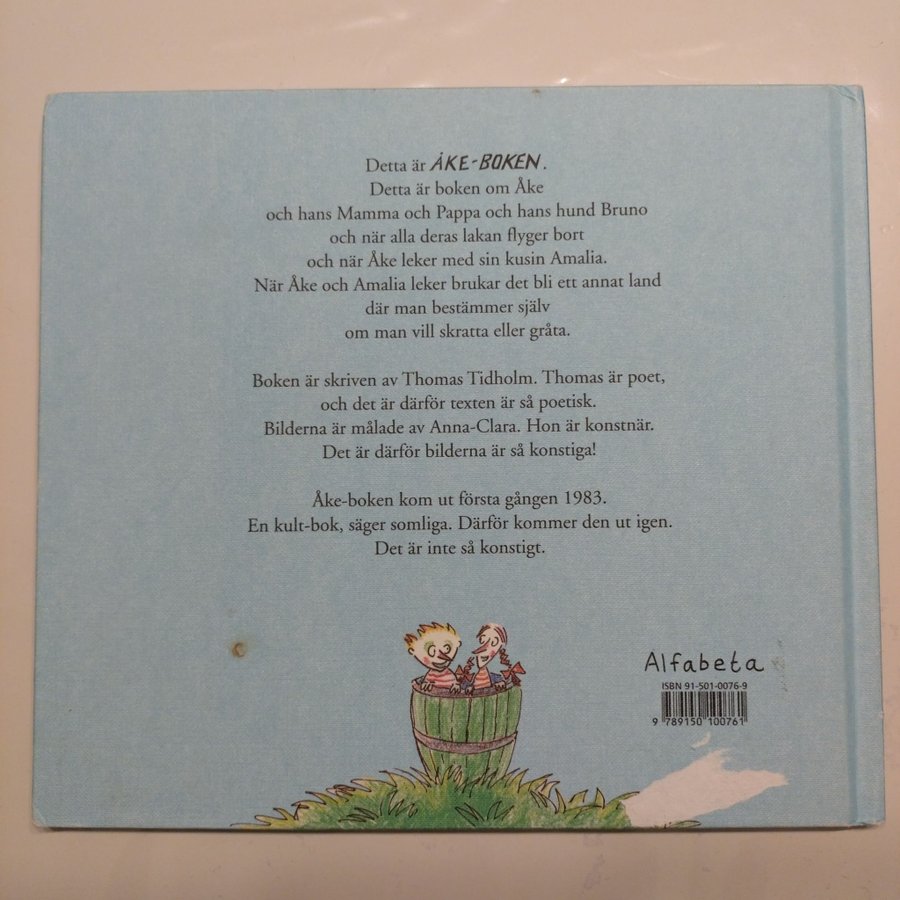 Detta är ÅKE-BOKEN.
Detta är boken om Åke
och hans Mamma och Pappa och hans hund Bruno
och när alla deras lakan flyger bort
och när Åke leker med sin kusin Amalia.
När Åke och Amalia leker brukar det bli ett annat land
där man bestämmer själv
om man vill skratta eller gråta.
Boken är skriven av Thomas Tidholm. Thomas är poet,
och det är därför texten är så poetisk.
Bilderna är målade av Anna-Clara. Hon är konstnär.
Det är därför bilderna är så konstiga!
Åke-boken kom ut första gången 1983.
En kult-bok, säger somliga. Därför kommer den ut igen.
Det är inte så konstigt.
Alfabeta
ISBN 91-501-0076-9
9 789150 100761